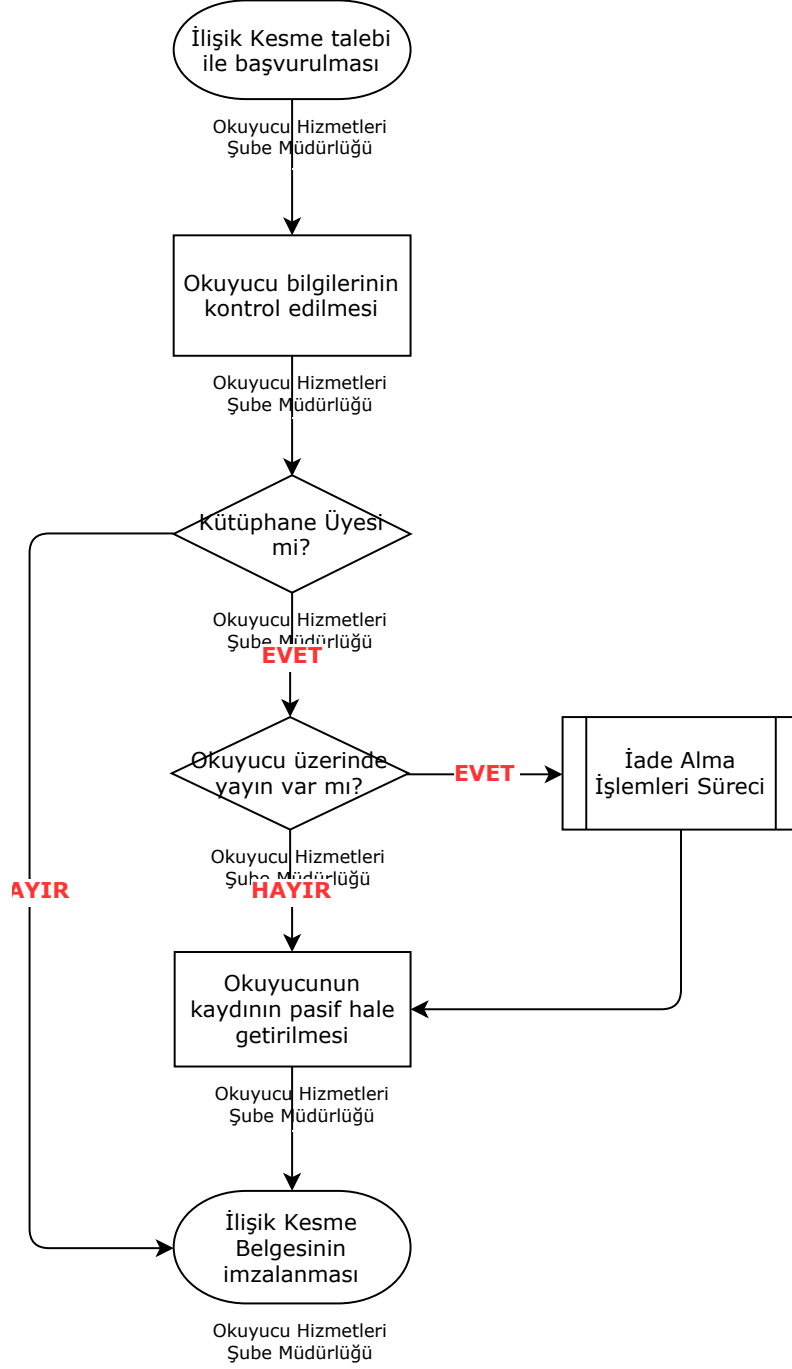 İlişik Kesme talebi
ile başvurulması
Okuyucu Hizmetleri
Şube Müdürlüğü
Okuyucu bilgilerinin
kontrol edilmesi
Okuyucu Hizmetleri
Şube Müdürlüğü
Kütüphane Üyesi
mi?
Okuyucu Hizmetleri
Şube Müdürlüğü
EVET
Okuyucu üzerinde
yayın var mı?
EVET
İade Alma
İşlemleri Süreci
Okuyucu Hizmetleri
Şube Müdürlüğü
HAYIR
AYIR
Okuyucunun
kaydının pasif hale
getirilmesi
Okuyucu Hizmetleri
Şube Müdürlüğü
İlişik Kesme
Belgesinin
imzalanması
Okuyucu Hizmetleri
Şube Müdürlüğü